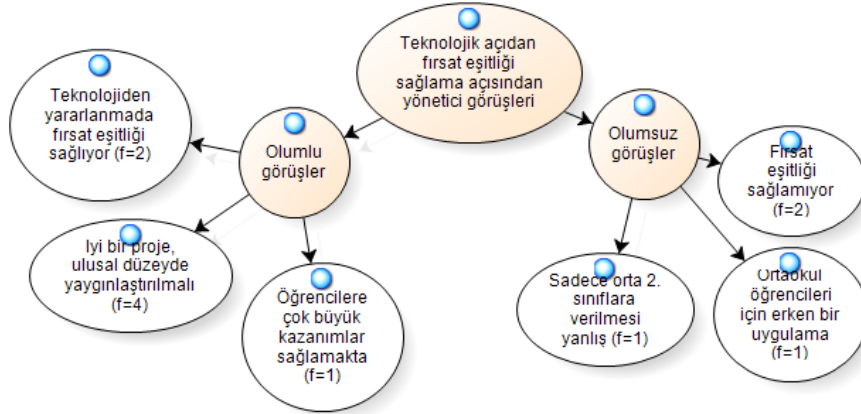 Teknolojik açıdan
fırsat eşitliği
sağlama açısından
yönetici görüşleri
Olumlu
görüşler
Teknolojiden
yararlanmada
fırsat eşitliği
sağlıyor (f=2)
İyi bir proje,
ulusal düzeyde
yaygınlaştırılmalı
(f=4)
Öğrencilere
çok büyük
kazanımlar
sağlamakta
(f=1)
Olumsuz
görüşler
Fırsat
eşitliği
sağlamıyor
(f=2)
Sadece orta 2.
sınıflara
verilmesi
yanlış (f=1)
Ortaokul
öğrencileri
için erken bir
uygulama
(f=1)